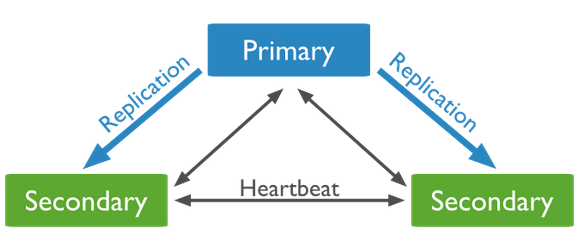 Primary
Replication
Replication
Heartbeat
Secondary
Secondary